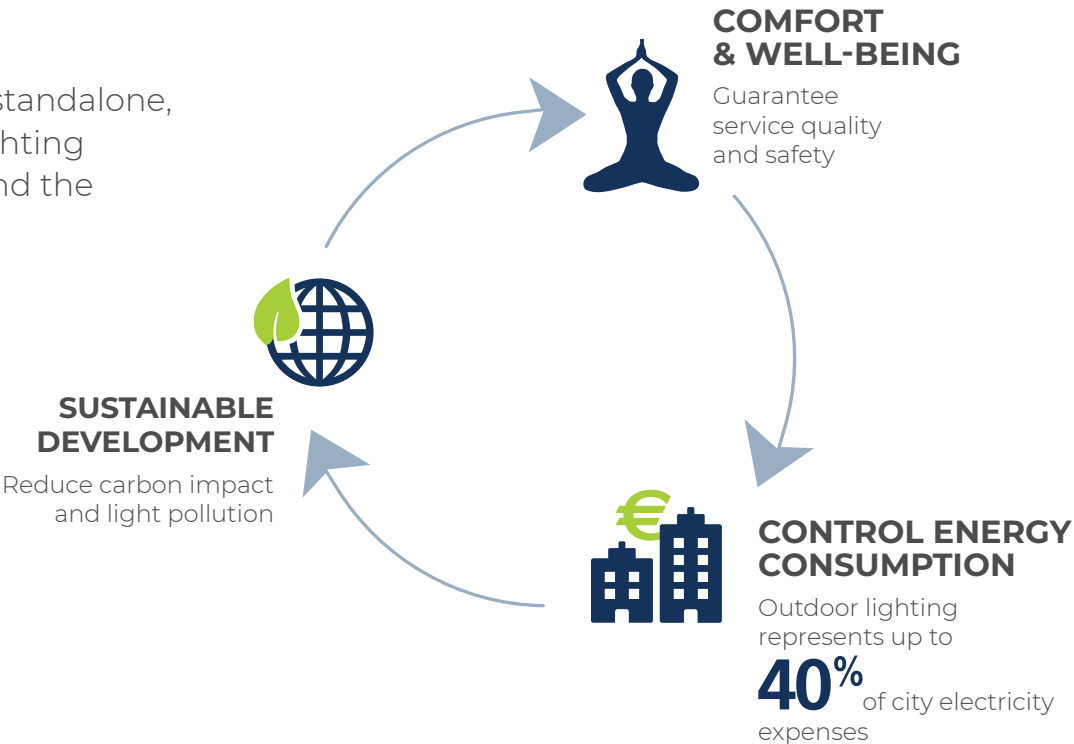 standalone,
hting
nd the
COMFORT
& WELL-BEING
Guarantee
service quality
and safety
SUSTAINABLE
DEVELOPMENT
Reduce carbon impact
and light pollution
CONTROL ENERGY
CONSUMPTION
Outdoor lighting
represents up to
40% of city electricity
expenses